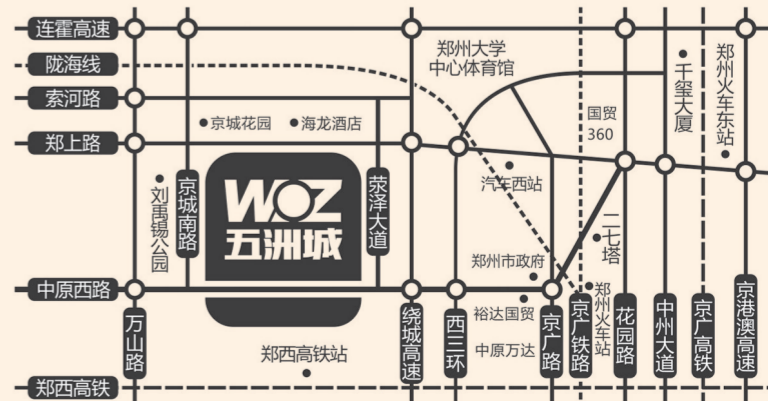 连霍高速
陇海线
索河路
郑上路
郑州大学
中心体育馆
千玺大厦
郑州火车东站
京城花园
海龙酒店
国贸
360
汽车西站
刘禹锡公园
京城南路
WOZ
五洲城
荥泽大道
二七塔
郑州市政府
中原西路
裕达国贸
中原万达
郑州火车站
万山路
绕城高速
西三环
京广路
京广铁路
花园路
中州大道
京广高铁
京港澳高速
郑西高铁站
郑西高铁